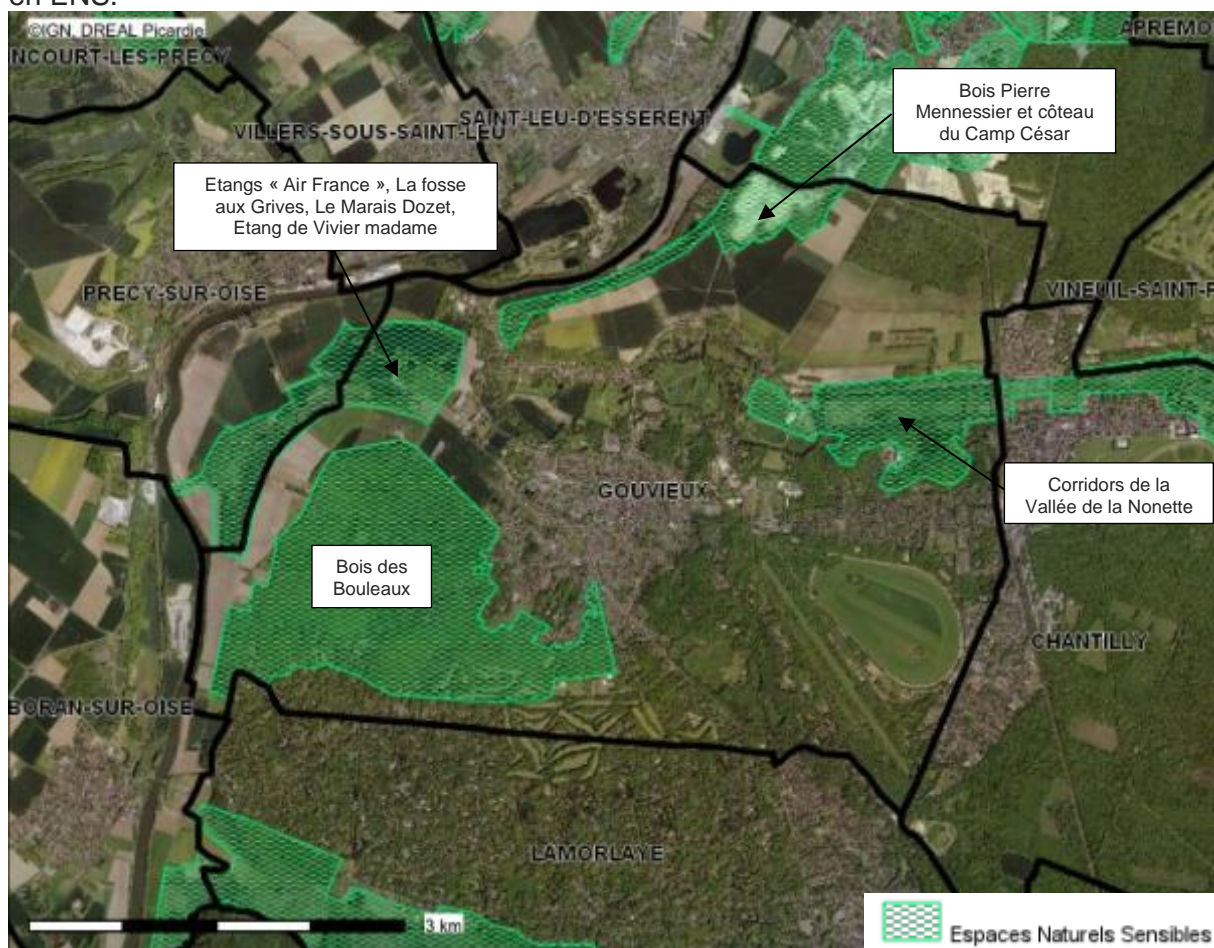 en ENS.
©IGN, DREAL Picardie
NCOURT-LES-PRECY
APREMO
VILLERS-SOUS-SAINT-LEU
SAINT-LEU-D'ESSERENT
Bois Pierre
Mennessier et côteau
du Camp César
Etangs « Air France », La fosse
aux Grives, Le Marais Dozet,
Etang de Vivier madame
PRECY-SUR-OISE
VINEUIL-SAINT-F
GOUVIEUX
Corridors de la
Vallée de la Nonette
Bois des
Bouleaux
CHANTILLY
BORAN-SUR-OISE
LAMORLAYE
3 km
Espaces Naturels Sensibles